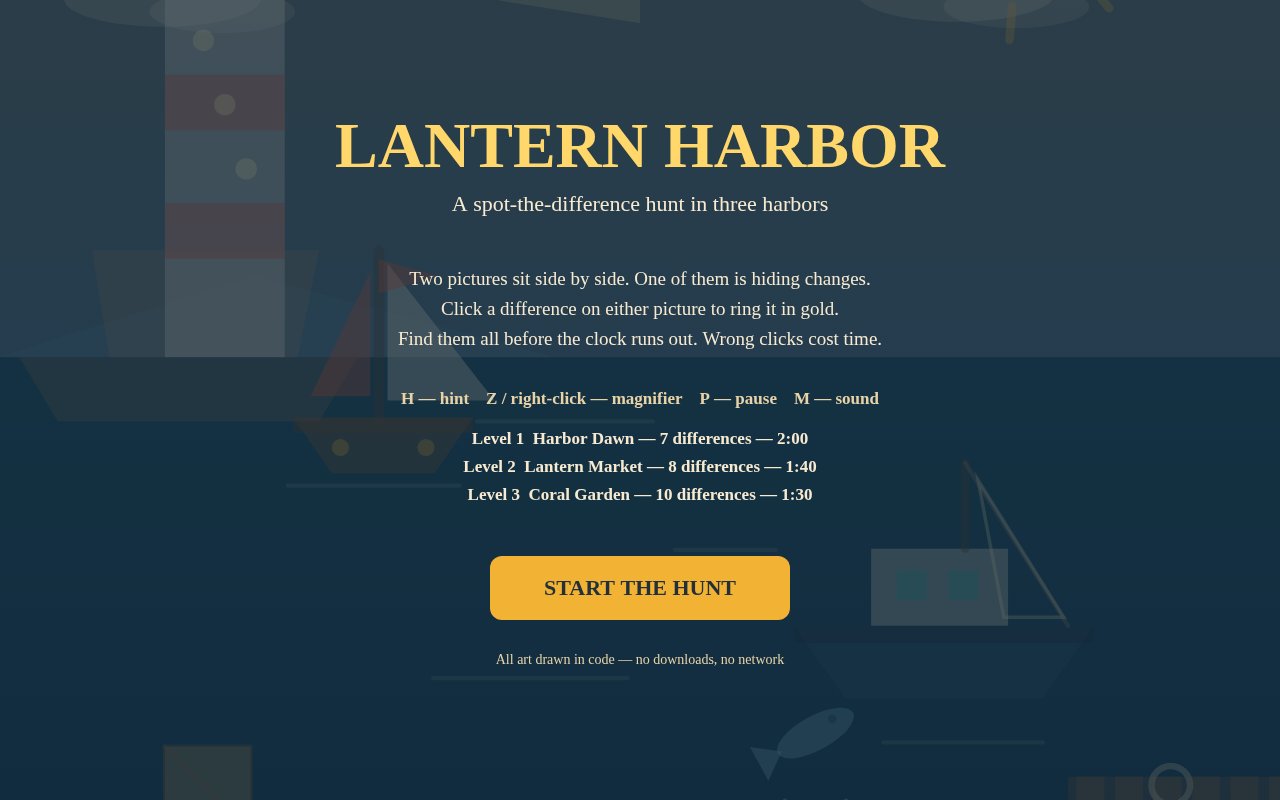 LANTERN HARBOR
A spot-the-difference hunt in three harbors
Two pictures sit side by side. One of them is hiding changes.
Click a difference on either picture to ring it in gold.
Find them all before the clock runs out. Wrong clicks cost time.
H — hint Z / right-click — magnifier P — pause M — sound
Level 1 Harbor Dawn — 7 differences — 2:00
Level 2 Lantern Market — 8 differences — 1:40
Level 3 Coral Garden — 10 differences — 1:30
START THE HUNT
All art drawn in code — no downloads, no network